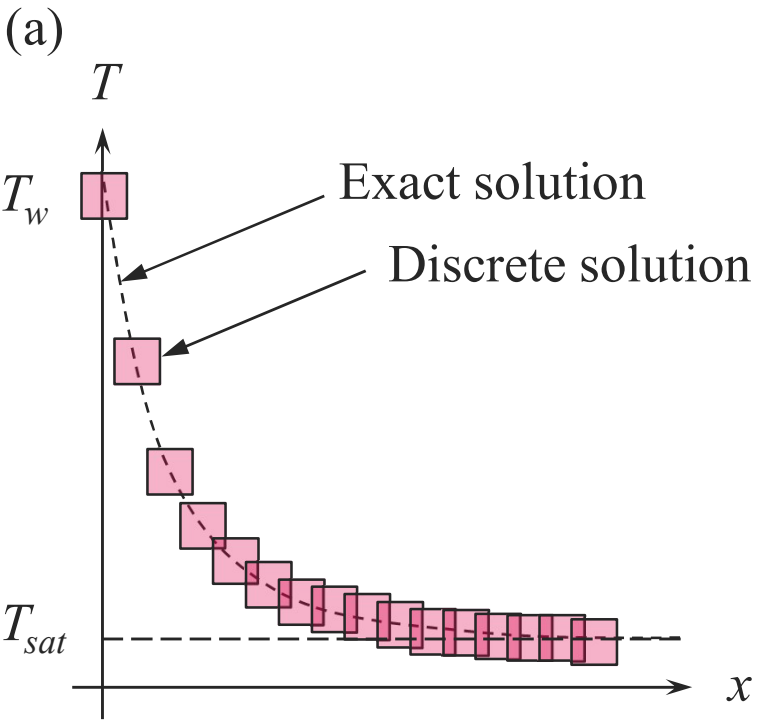 (a)
T
T_w
Exact solution
Discrete solution
T_sat
x